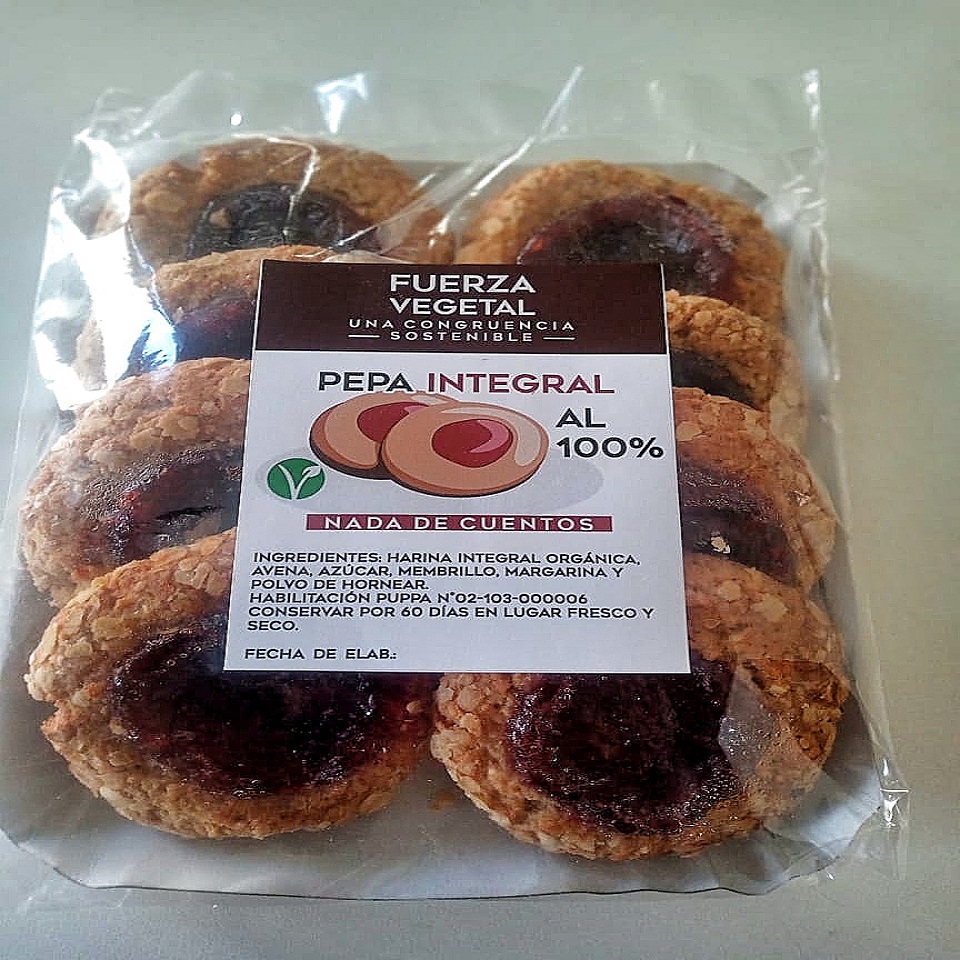 FUERZA
VEGETAL
UNA CONGRUENCIA
SOSTENIBLE
PEPA INTEGRAL
AL
100%
NADA DE CUENTOS
INGREDIENTES: HARINA INTEGRAL ORGÁNICA,
AVENA, AZÚCAR, MEMBRILLO, MARGARINA Y
POLVO DE HORNEAR.
HABILITACIÓN PUPPA N°02-103-000006
CONSERVAR POR 60 DÍAS EN LUGAR FRESCO Y
SECO.
FECHA DE ELAB.: